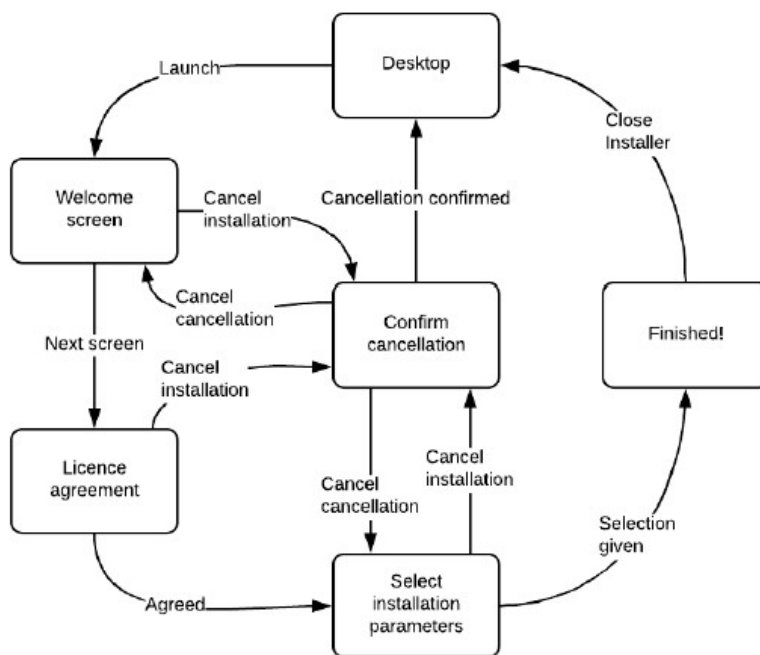 Desktop
Launch
Close
Installer
Welcome
screen
Cancel
installation
Cancellation confirmed
Cancel
cancellation
Confirm
cancellation
Finished!
Next screen
Cancel
installation
Licence
agreement
Cancel
cancellation
Cancel
installation
Selection
given
Agreed
Select
installation
parameters